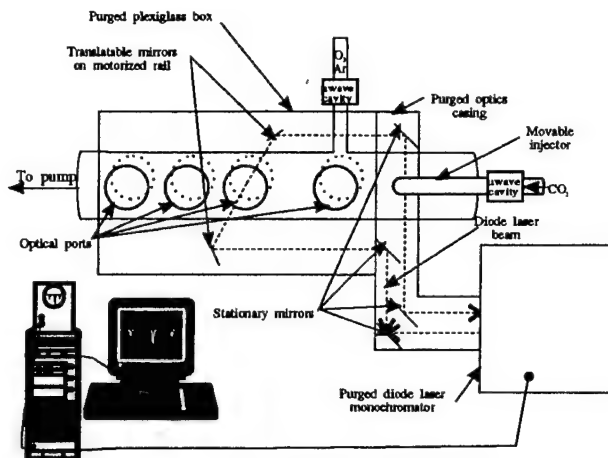 Purged plexiglass box
Translatable mirrors
on motorized rail
O₂
Ar
μwave
cavity
Purged optics
casing
Movable
injector
To pump
μwave
cavity
CO₂
Optical ports
Diode laser
beam
Stationary mirrors
Purged diode laser
monochromator